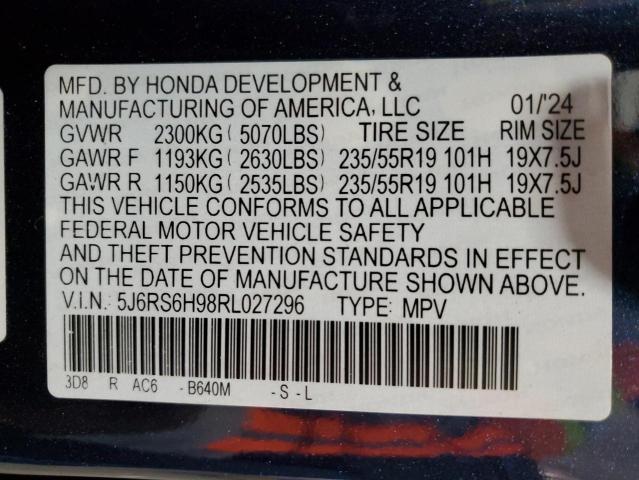 MFD. BY HONDA DEVELOPMENT &
MANUFACTURING OF AMERICA, LLC 01/'24
GVWR 2300KG( 5070LBS) TIRE SIZE RIM SIZE
GAWR F 1193KG( 2630LBS) 235/55R19 101H 19X7.5J
GAWR R 1150KG( 2535LBS) 235/55R19 101H 19X7.5J
THIS VEHICLE CONFORMS TO ALL APPLICABLE
FEDERAL MOTOR VEHICLE SAFETY
AND THEFT PREVENTION STANDARDS IN EFFECT
ON THE DATE OF MANUFACTURE SHOWN ABOVE.
V.I.N.: 5J6RS6H98RL027296 TYPE: MPV
3D8 R AC6 -B640M -S -L